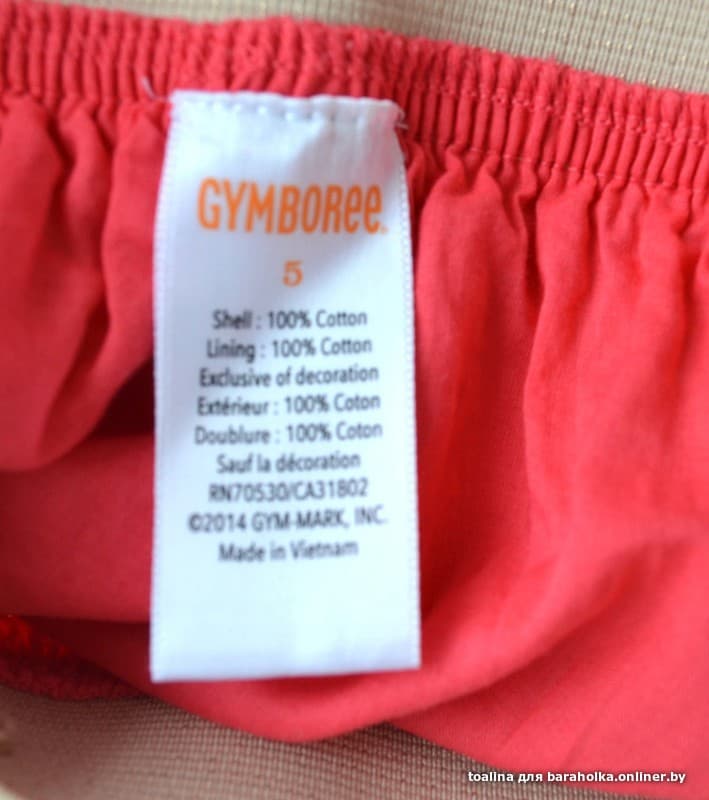 GYMBOREE
5
Shell : 100% Cotton
Lining : 100% Cotton
Exclusive of decoration
Extérieur : 100% Coton
Doublure : 100% Coton
Sauf la décoration
RN70530/CA31802
©2014 GYM-MARK, INC.
Made in Vietnam
toalina для baraholka.onliner.by